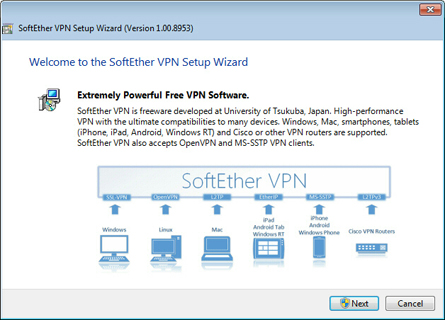 SoftEther VPN Setup Wizard (Version 1.00.8953)
Welcome to the SoftEther VPN Setup Wizard
Extremely Powerful Free VPN Software.
SoftEther VPN is freeware developed at University of Tsukuba, Japan. High-performance
VPN with the ultimate compatibilities to many devices. Windows, Mac, smartphones, tablets
(iPhone, iPad, Android, Windows RT) and Cisco or other VPN routers are supported.
SoftEther VPN also accepts OpenVPN and MS-SSTP VPN clients.
SoftEther VPN
SSL-VPN OpenVPN L2TP EtherIP MS-SSTP L2TPv3
Windows
Linux
Mac
iPad
Android Tab
Windows RT
iPhone
Android
Windows Phone
Cisco VPN Routers
Next
Cancel